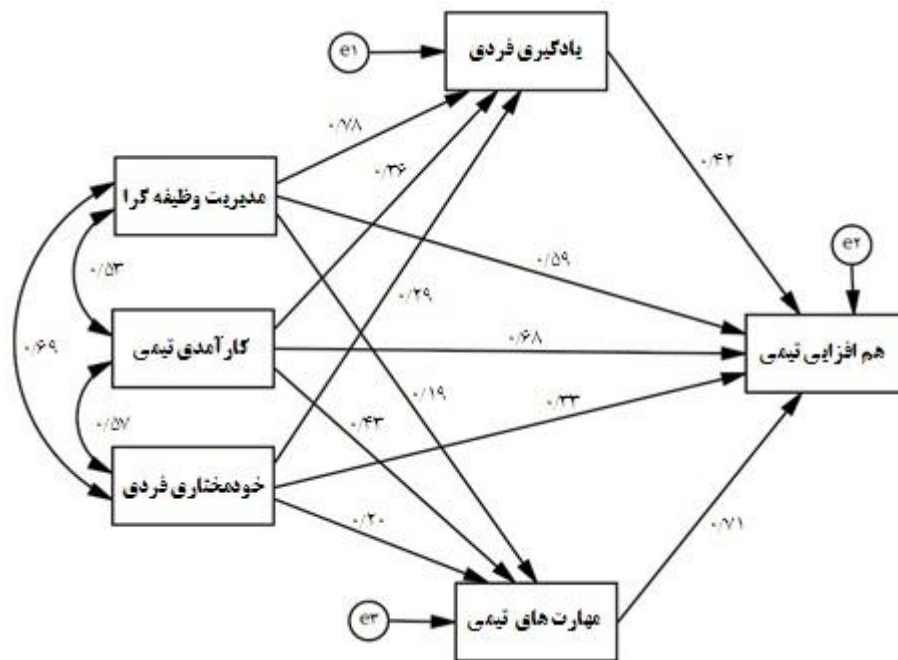 یادگیری فردی
e۱
۰/۷۸
۰/۳۶
۰/۴۲
مدیریت وظیفه گرا
e۲
۰/۵۳
۰/۵۹
۰/۲۹
کارآمدی تیمی
۰/۶۸
هم افزایی تیمی
۰/۶۹
۰/۱۹
۰/۵۷
۰/۴۳
۰/۳۳
خودمختاری فردی
۰/۲۰
۰/۷۱
e۳
مهارت های تیمی